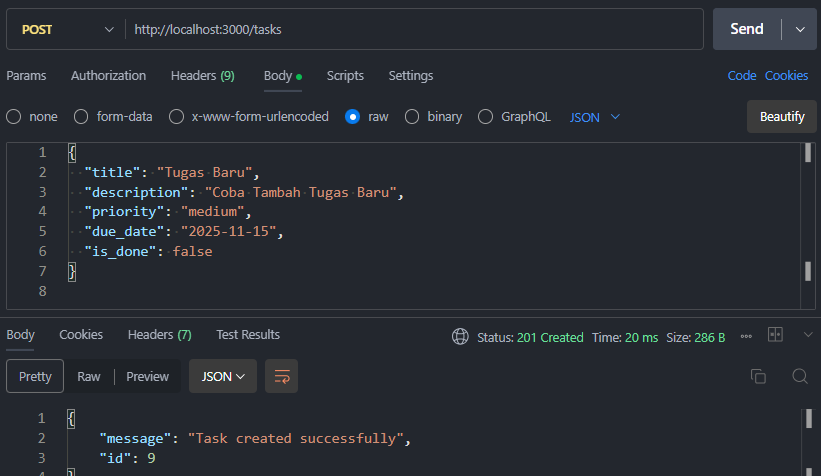 POST http://localhost:3000/tasks Send
Params Authorization Headers (9) Body Scripts Settings Code Cookies
none form-data x-www-form-urlencoded raw binary GraphQL JSON Beautify
1 {
2 "title": "Tugas Baru",
3 "description": "Coba Tambah Tugas Baru",
4 "priority": "medium",
5 "due_date": "2025-11-15",
6 "is_done": false
7 }
8
Body Cookies Headers (7) Test Results Status: 201 Created Time: 20 ms Size: 286 B
Pretty Raw Preview JSON
1 {
2 "message": "Task created successfully",
3 "id": 9
4 }